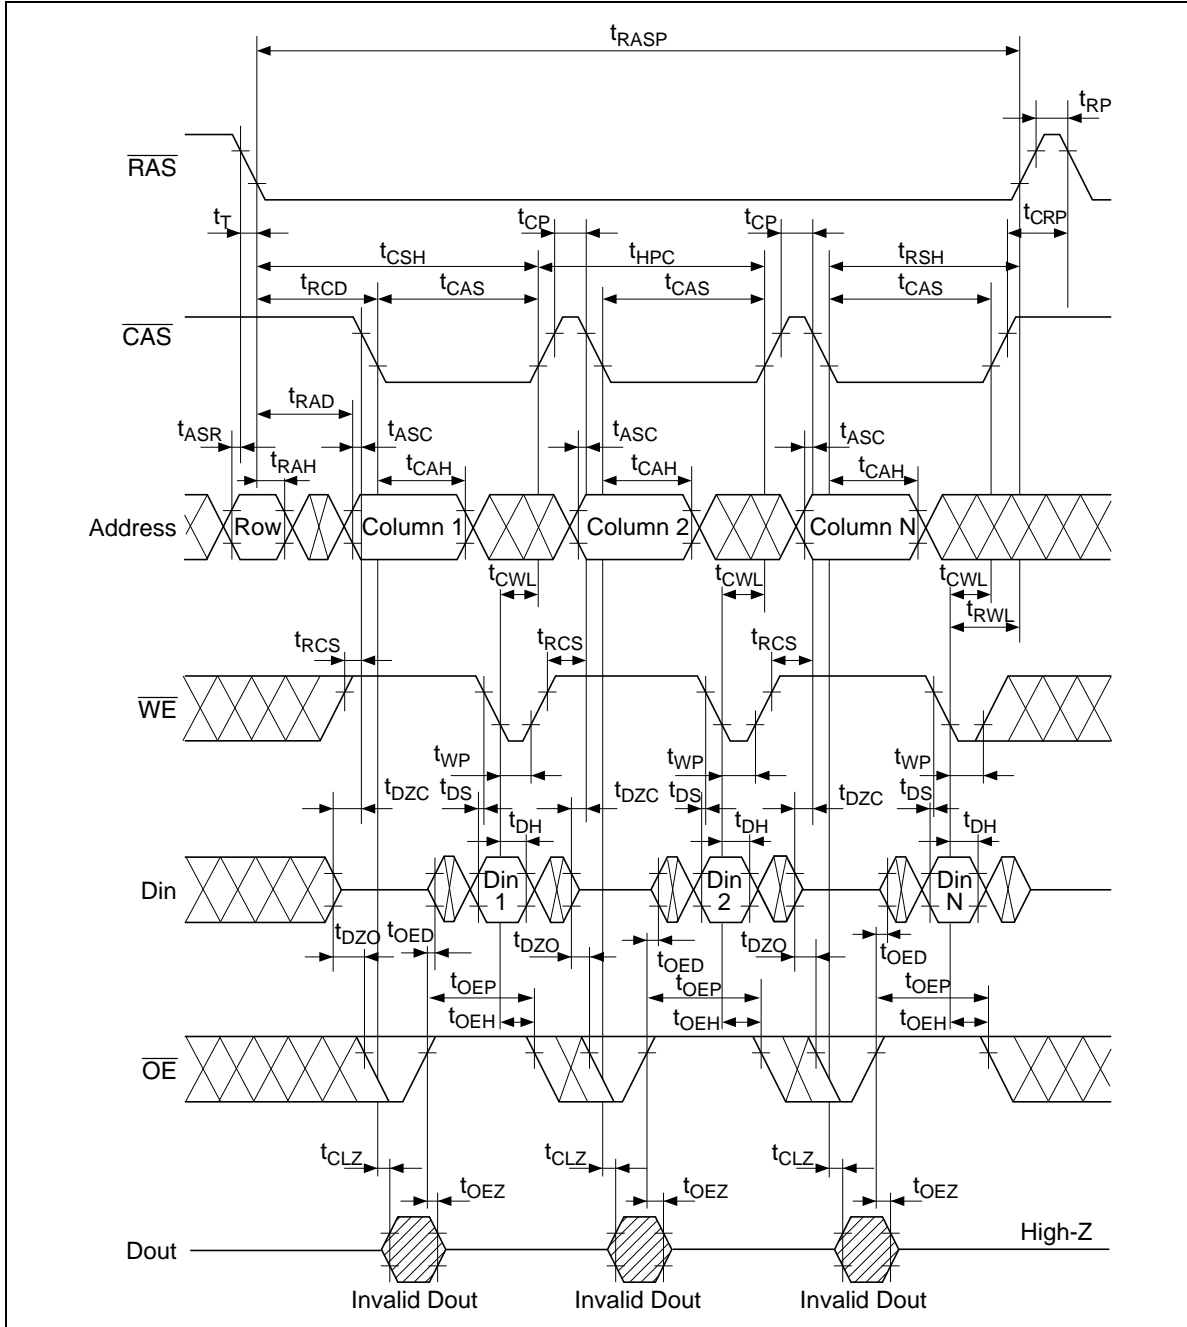 tRASP
tRP
RAS
tT
tCP
tCP
tCRP
tCSH
tHPC
tRSH
tRCD
tCAS
tCAS
tCAS
CAS
tRAD
tASR
tASC
tASC
tASC
tRAH
tCAH
tCAH
tCAH
Address
Row
Column 1
Column 2
Column N
tCWL
tCWL
tCWL
tRWL
tRCS
tRCS
tRCS
WE
tWP
tWP
tWP
tDZC
tDS
tDZC
tDS
tDZC
tDS
tDH
tDH
tDH
Din
Din
1
Din
2
Din
N
tDZO
tOED
tDZO
tOED
tDZO
tOED
tOEP
tOEP
tOEP
tOEH
tOEH
tOEH
OE
tCLZ
tCLZ
tCLZ
tOEZ
tOEZ
tOEZ
Dout
High-Z
Invalid Dout
Invalid Dout
Invalid Dout